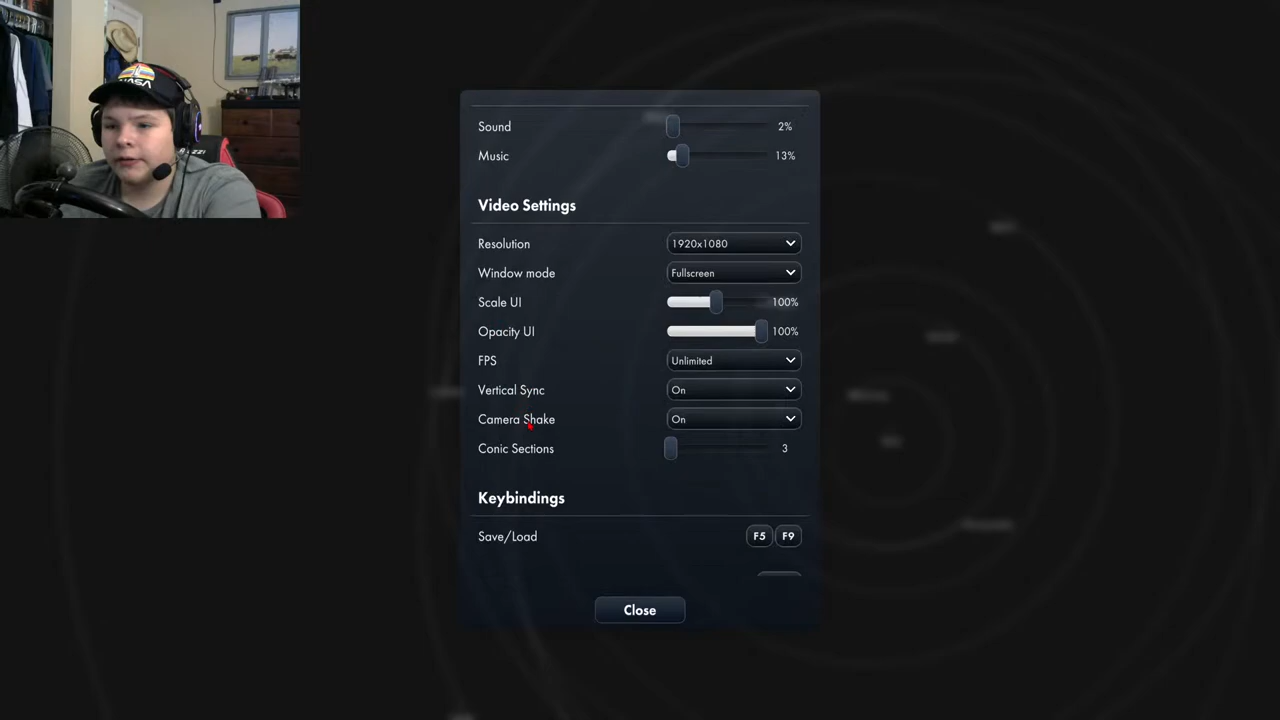 NASA
Sound 2%
Music 13%
Video Settings
Resolution 1920x1080
Window mode Fullscreen
Scale UI 100%
Opacity UI 100%
FPS Unlimited
Vertical Sync On
Camera Shake On
Conic Sections 3
Keybindings
Save/Load F5 F9
Close